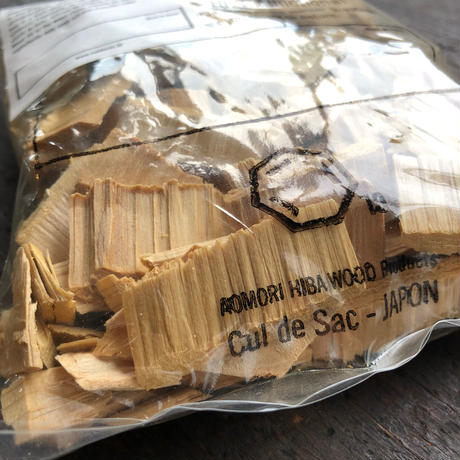 AOMORI HIBA WOOD Products
Cul de Sac - JAPON